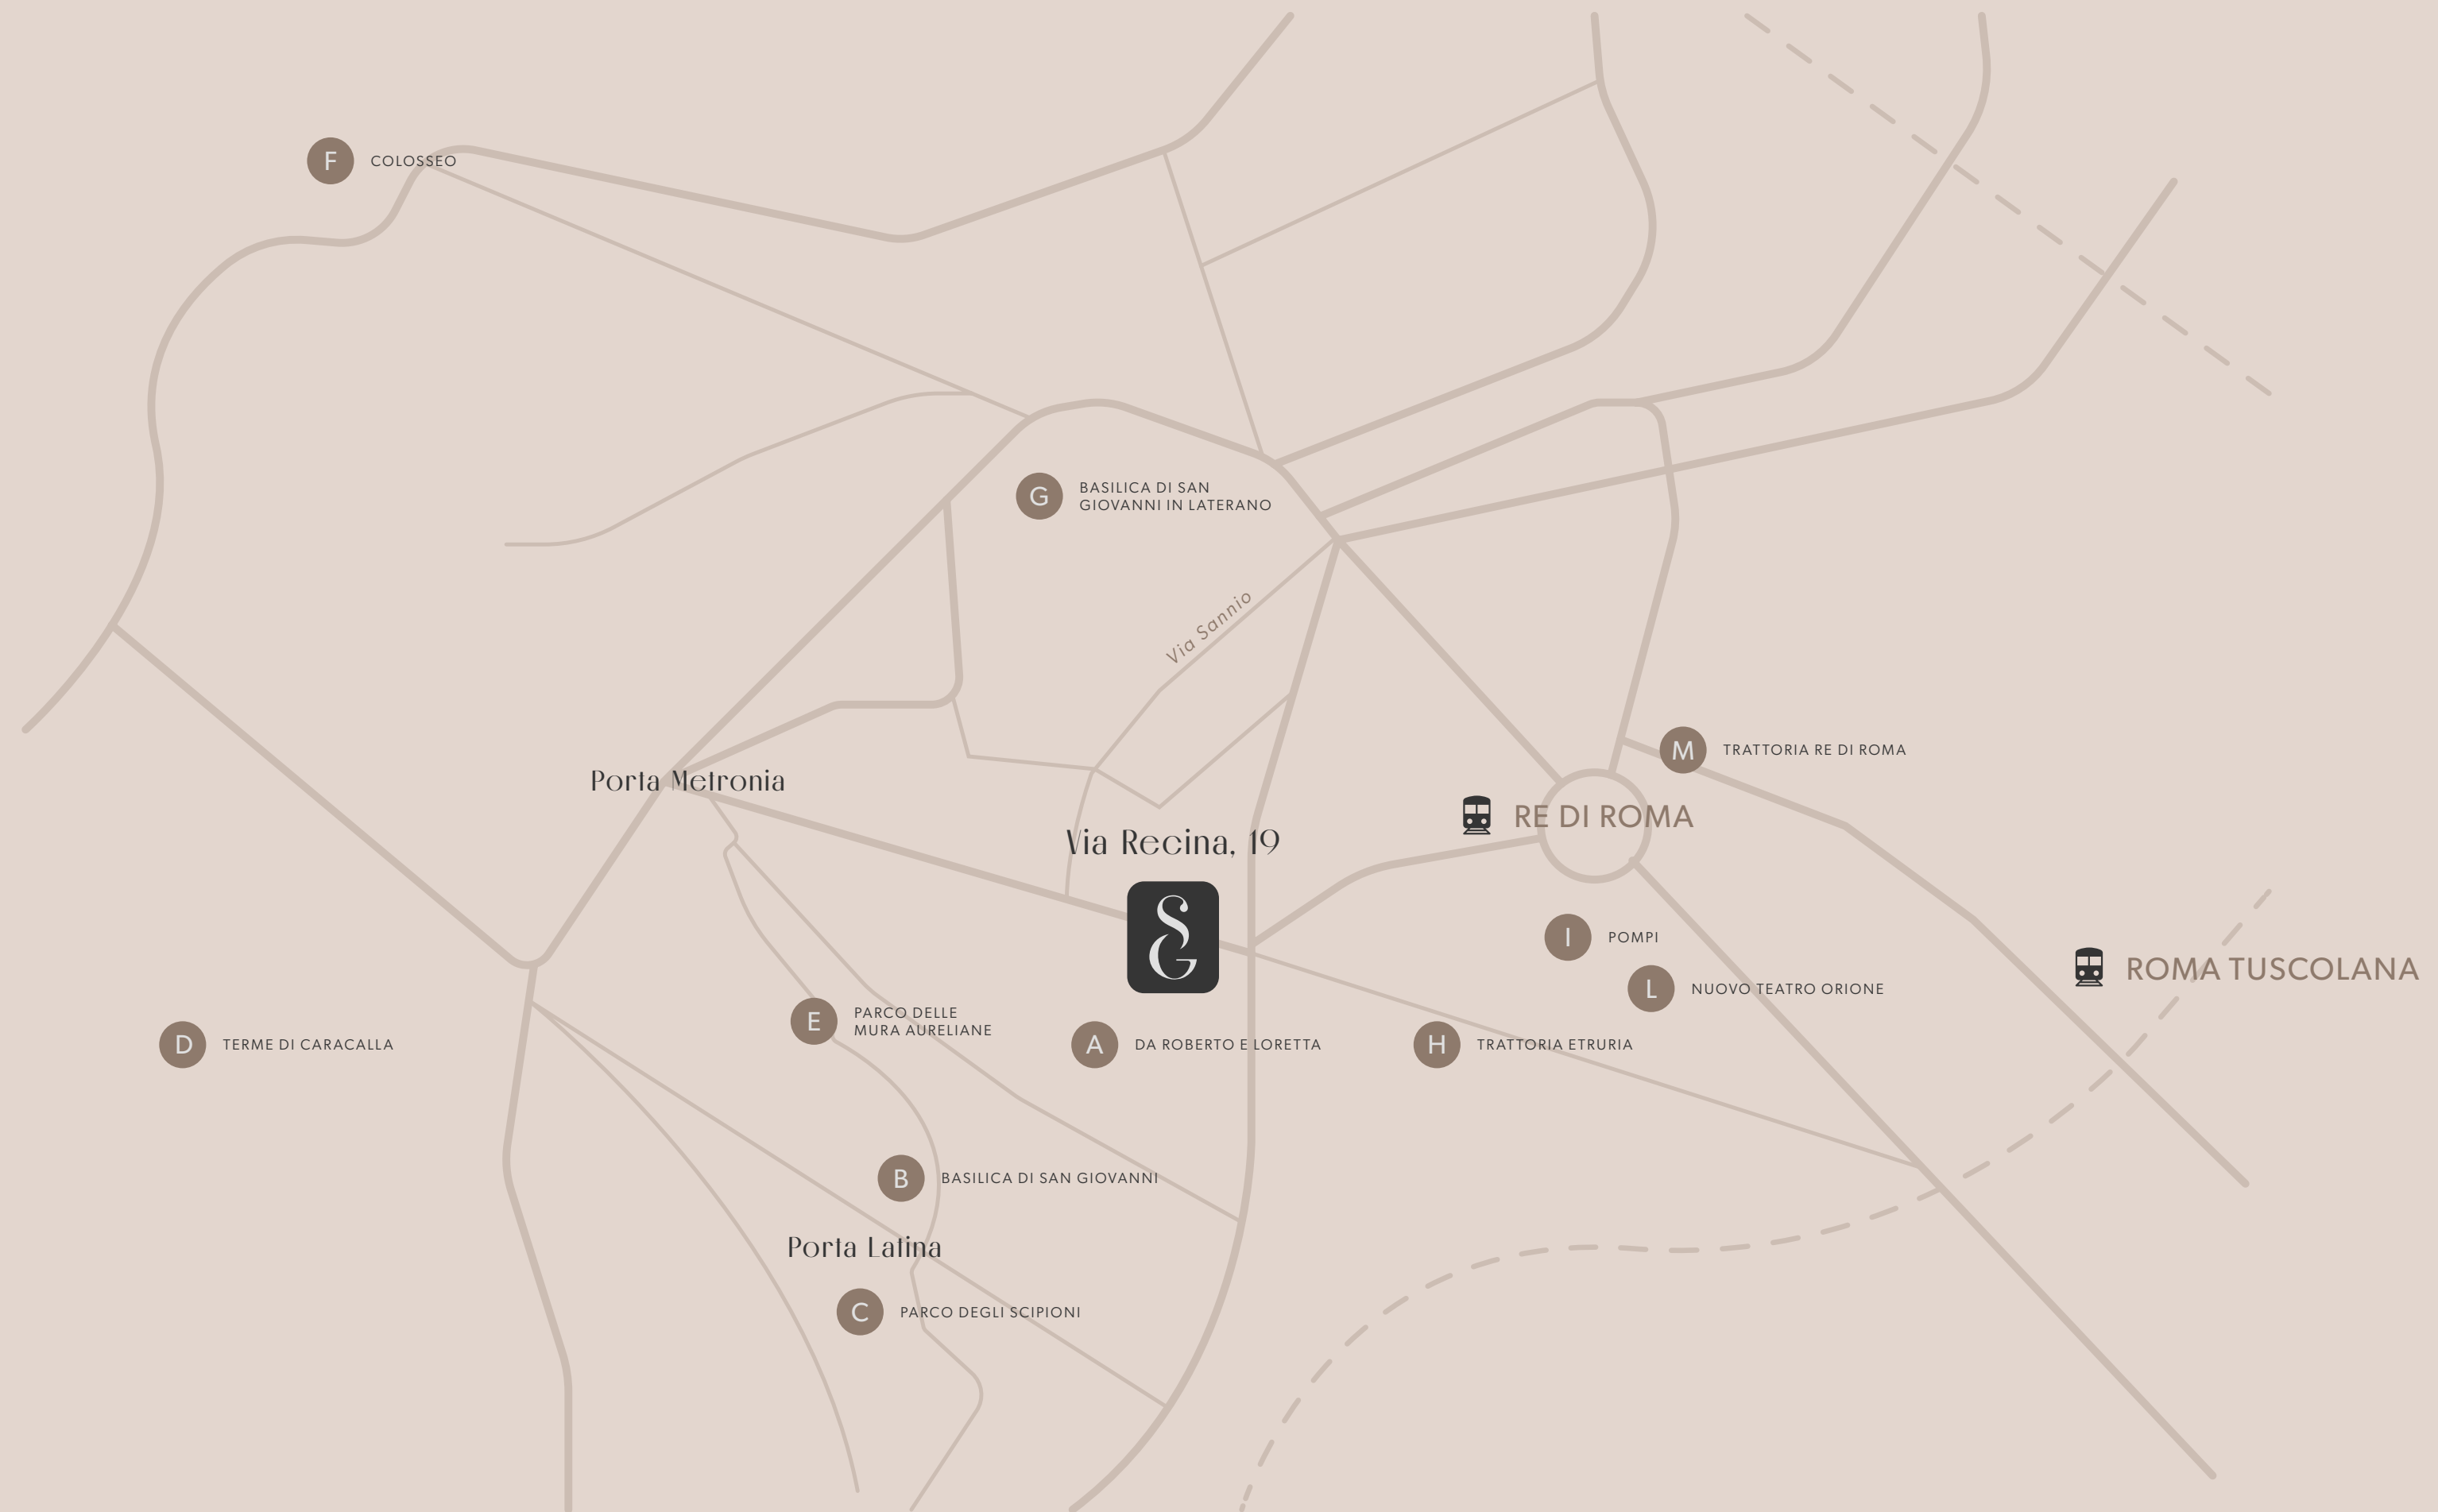 F COLOSSEO
G BASILICA DI SAN
GIOVANNI IN LATERANO
Via Sannio
M TRATTORIA RE DI ROMA
Porta Metronia
RE DI ROMA
Via Recina, 19
SG
I POMPI
ROMA TUSCOLANA
L NUOVO TEATRO ORIONE
E PARCO DELLE
MURA AURELIANE
D TERME DI CARACALLA
A DA ROBERTO E LORETTA
H TRATTORIA ETRURIA
B BASILICA DI SAN GIOVANNI
Porta Latina
C PARCO DEGLI SCIPIONI